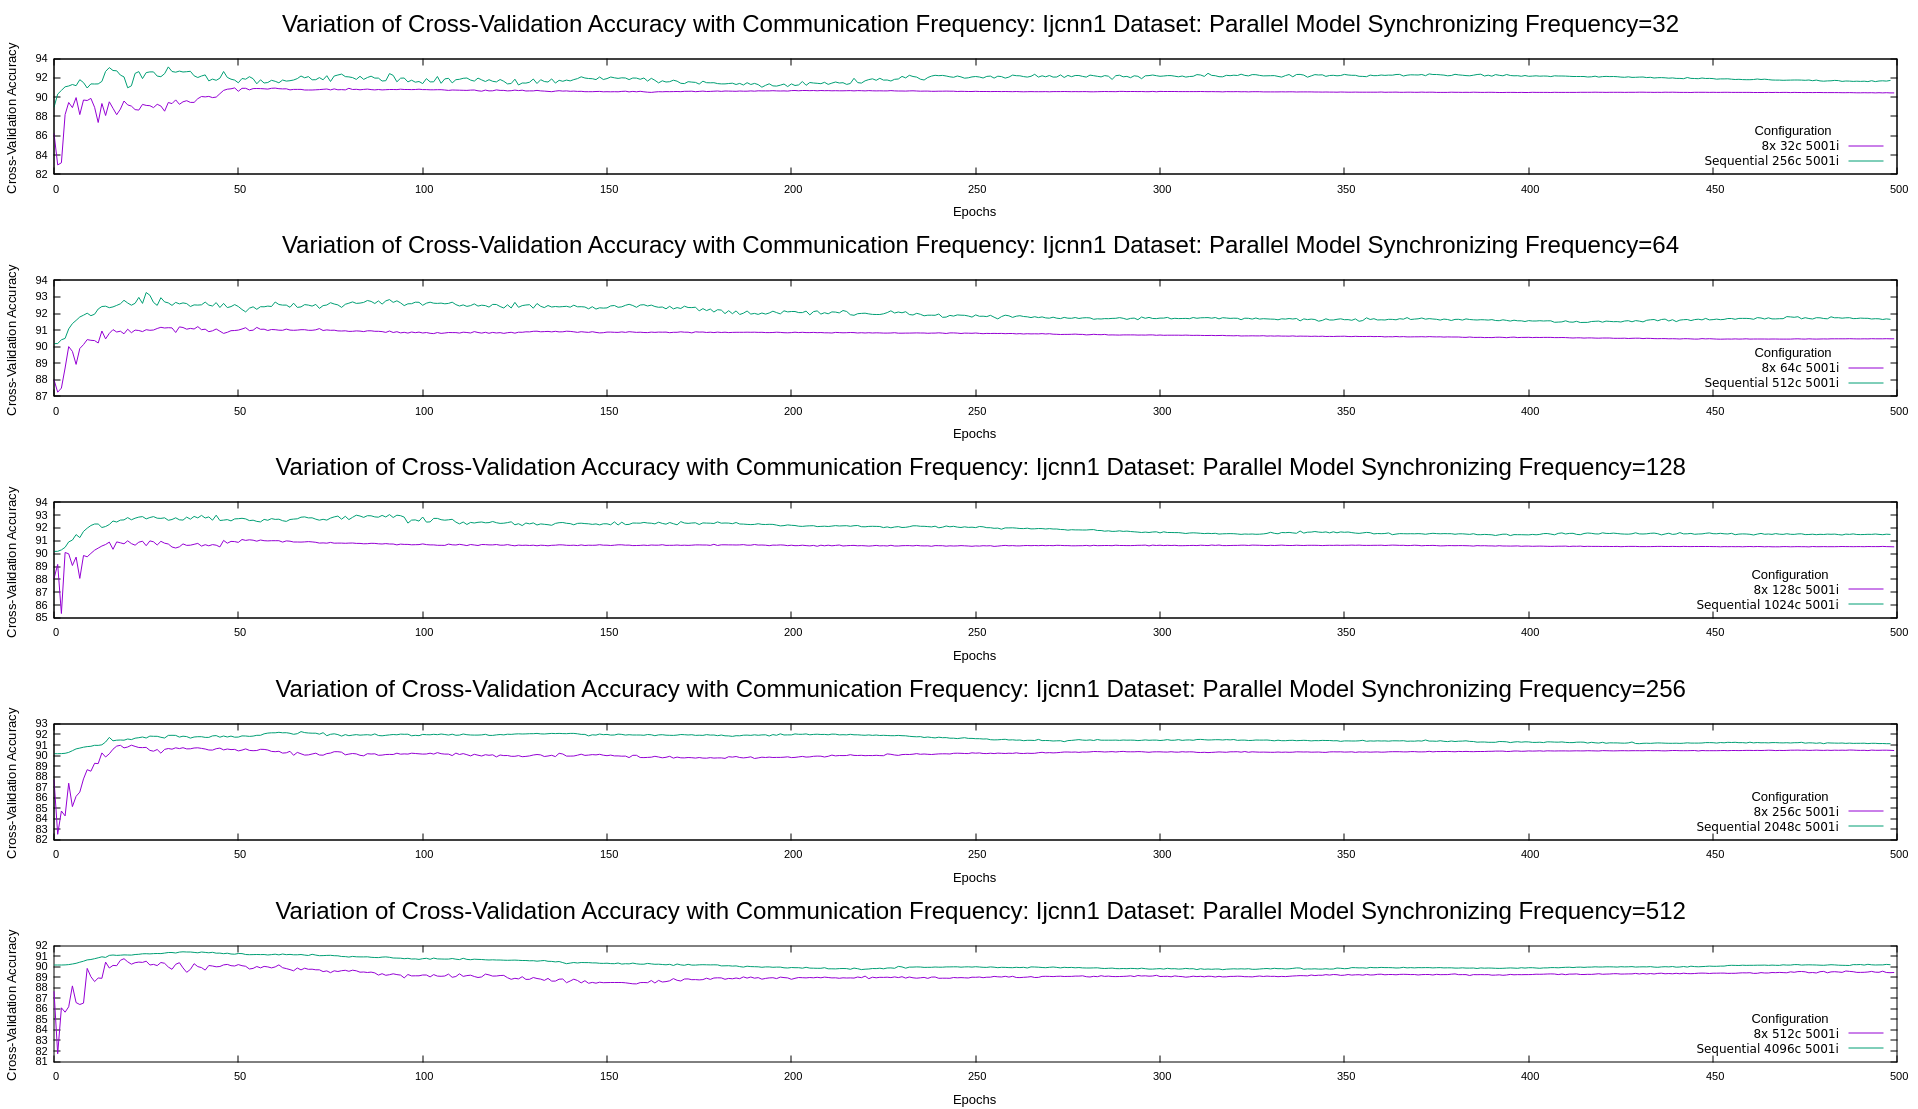 Variation of Cross-Validation Accuracy with Communication Frequency: Ijcnn1 Dataset: Parallel Model Synchronizing Frequency=32
Cross-Validation Accuracy
94
92
90
88
86
84
82
Configuration
8x 32c 5001i
Sequential 256c 5001i
0 50 100 150 200 250 300 350 400 450 500
Epochs
Variation of Cross-Validation Accuracy with Communication Frequency: Ijcnn1 Dataset: Parallel Model Synchronizing Frequency=64
Cross-Validation Accuracy
94
93
92
91
90
89
88
87
Configuration
8x 64c 5001i
Sequential 512c 5001i
0 50 100 150 200 250 300 350 400 450 500
Epochs
Variation of Cross-Validation Accuracy with Communication Frequency: Ijcnn1 Dataset: Parallel Model Synchronizing Frequency=128
Cross-Validation Accuracy
94
93
92
91
90
89
88
87
86
85
Configuration
8x 128c 5001i
Sequential 1024c 5001i
0 50 100 150 200 250 300 350 400 450 500
Epochs
Variation of Cross-Validation Accuracy with Communication Frequency: Ijcnn1 Dataset: Parallel Model Synchronizing Frequency=256
Cross-Validation Accuracy
93
92
91
90
89
88
87
86
85
84
83
82
Configuration
8x 256c 5001i
Sequential 2048c 5001i
0 50 100 150 200 250 300 350 400 450 500
Epochs
Variation of Cross-Validation Accuracy with Communication Frequency: Ijcnn1 Dataset: Parallel Model Synchronizing Frequency=512
Cross-Validation Accuracy
92
91
90
89
88
87
86
85
84
83
82
81
Configuration
8x 512c 5001i
Sequential 4096c 5001i
0 50 100 150 200 250 300 350 400 450 500
Epochs